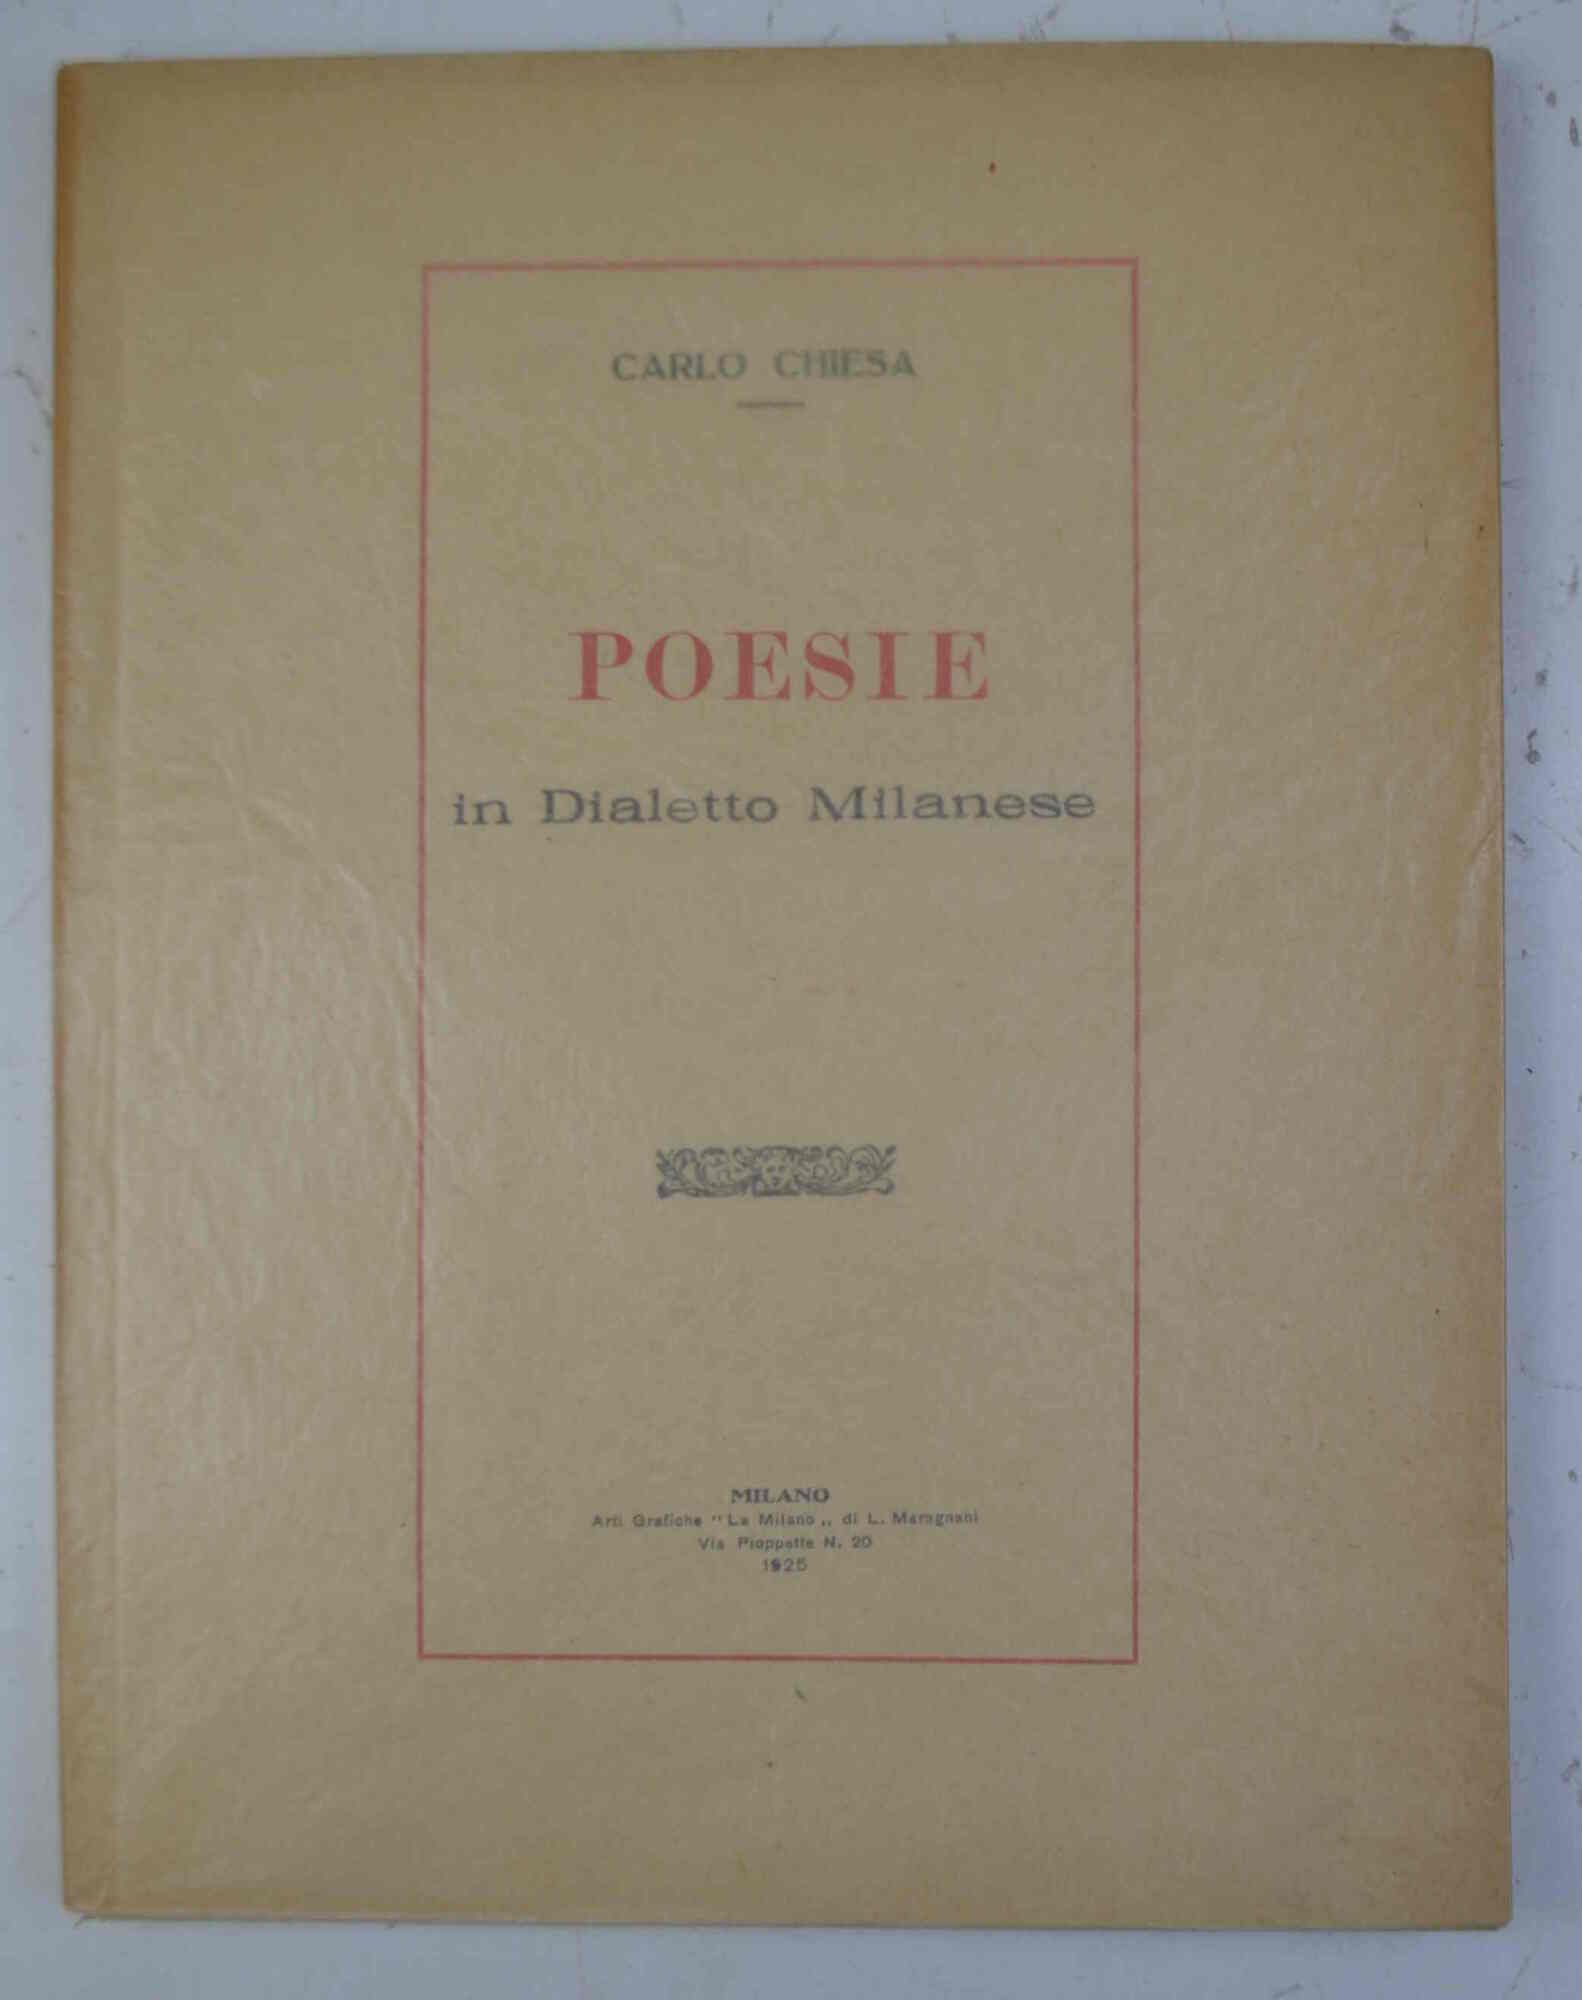 CARLO CHIESA
POESIE
in Dialetto Milanese
MILANO
Arti Grafiche "La Milano„ di L. Maragnani
Via Pioppette N. 20
1925